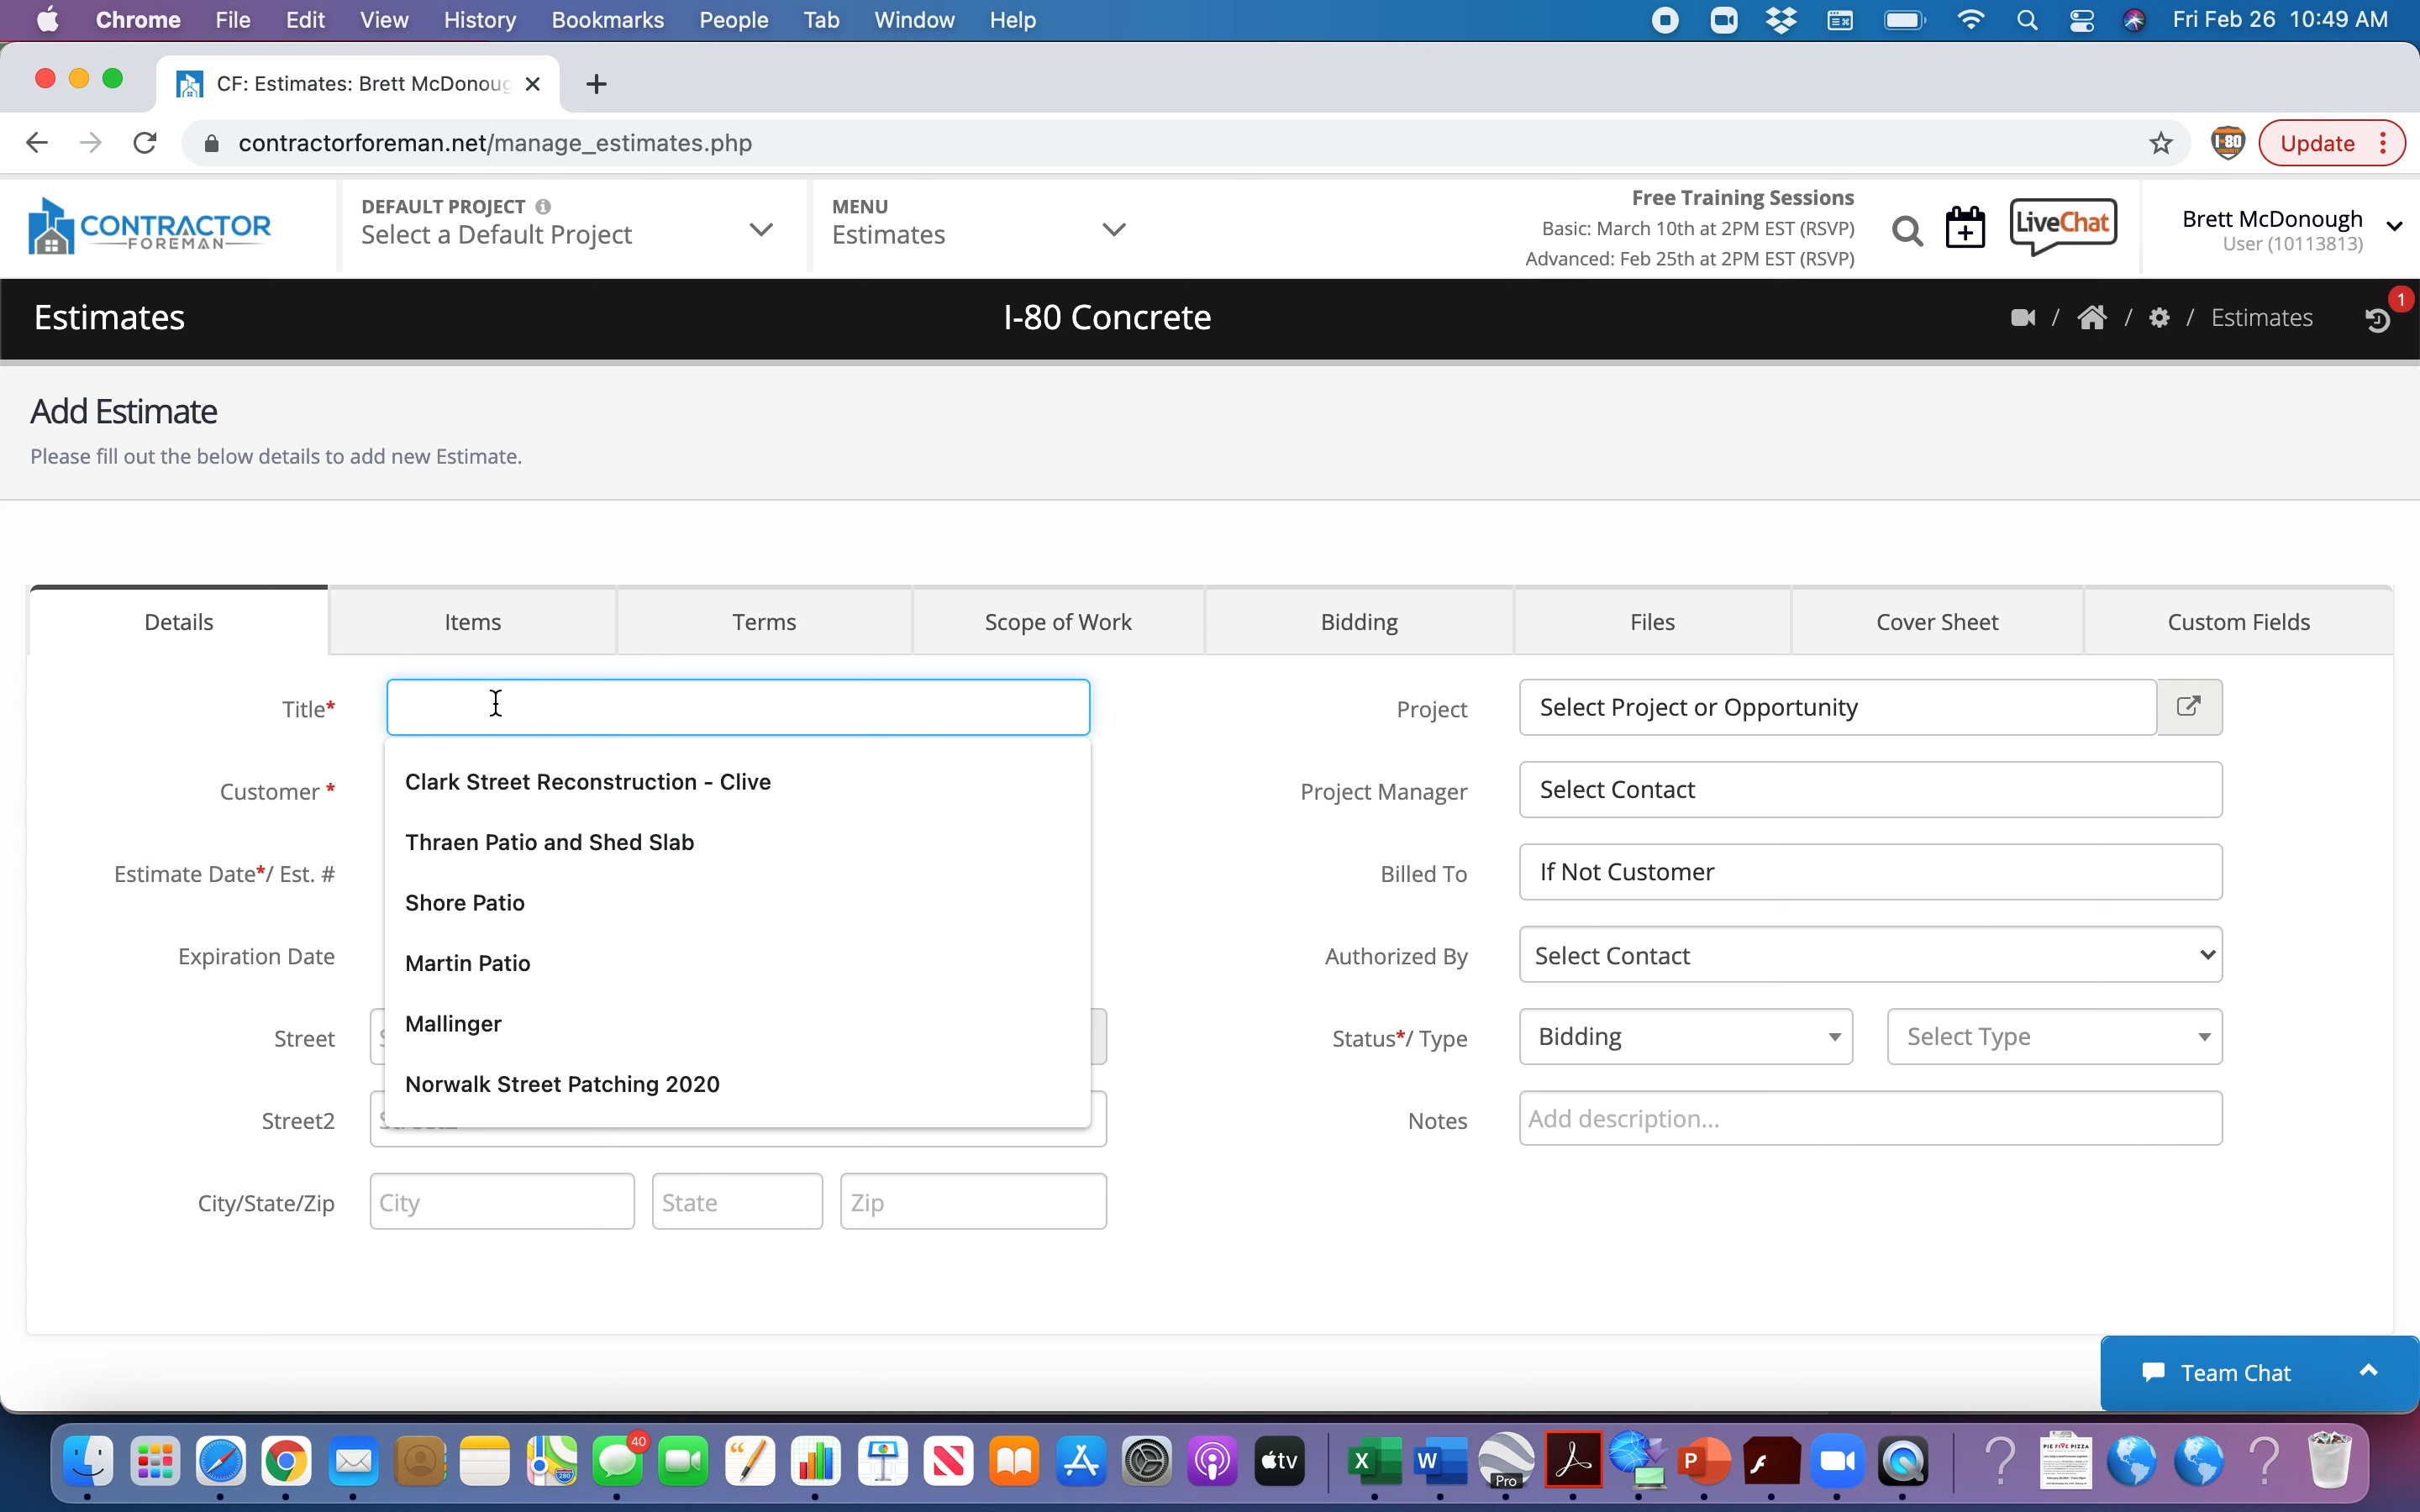 Chrome File Edit View History Bookmarks People Tab Window Help Fri Feb 26 10:49 AM
CF: Estimates: Brett McDonoug
contractorforeman.net/manage_estimates.php I-80 Update
CONTRACTOR FOREMAN
DEFAULT PROJECT
Select a Default Project
MENU
Estimates
Free Training Sessions
Basic: March 10th at 2PM EST (RSVP)
Advanced: Feb 25th at 2PM EST (RSVP)
LiveChat
Brett McDonough
User (10113813)
Estimates I-80 Concrete / / / Estimates 1
Add Estimate
Please fill out the below details to add new Estimate.
Details Items Terms Scope of Work Bidding Files Cover Sheet Custom Fields
Title*
Clark Street Reconstruction - Clive
Thraen Patio and Shed Slab
Shore Patio
Martin Patio
Mallinger
Norwalk Street Patching 2020
Customer *
Estimate Date*/ Est. #
Expiration Date
Street
Street2
City/State/Zip City State Zip
Project Select Project or Opportunity
Project Manager Select Contact
Billed To If Not Customer
Authorized By Select Contact
Status*/ Type Bidding Select Type
Notes Add description...
Team Chat
40 280 tv X W Pro P PIE FIVE PIZZA